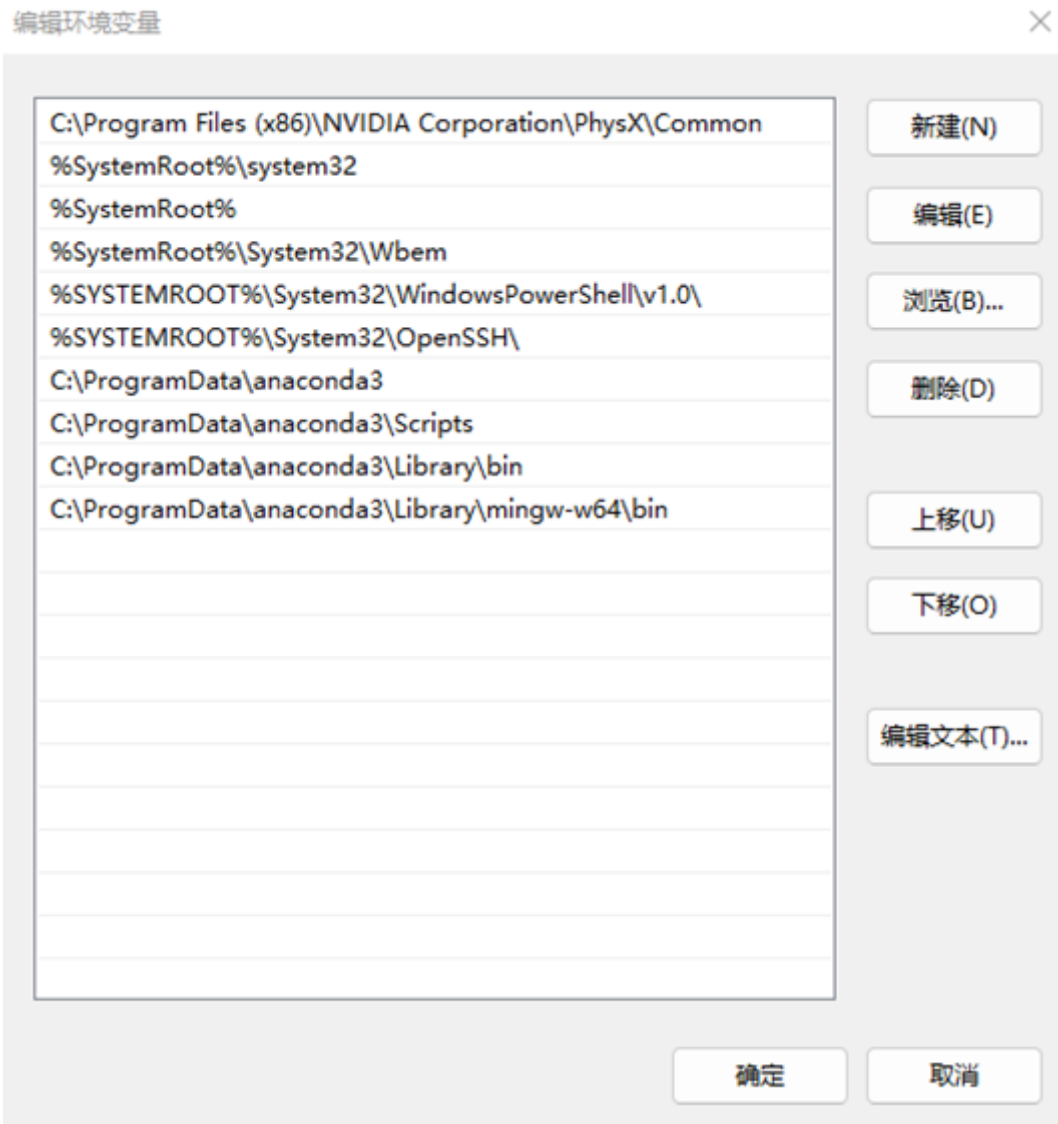 编辑环境变量
C:\Program Files (x86)\NVIDIA Corporation\PhysX\Common
%SystemRoot%\system32
%SystemRoot%
%SystemRoot%\System32\Wbem
%SYSTEMROOT%\System32\WindowsPowerShell\v1.0\
%SYSTEMROOT%\System32\OpenSSH\
C:\ProgramData\anaconda3
C:\ProgramData\anaconda3\Scripts
C:\ProgramData\anaconda3\Library\bin
C:\ProgramData\anaconda3\Library\mingw-w64\bin
新建(N)
编辑(E)
浏览(B)...
删除(D)
上移(U)
下移(O)
编辑文本(T)...
确定
取消